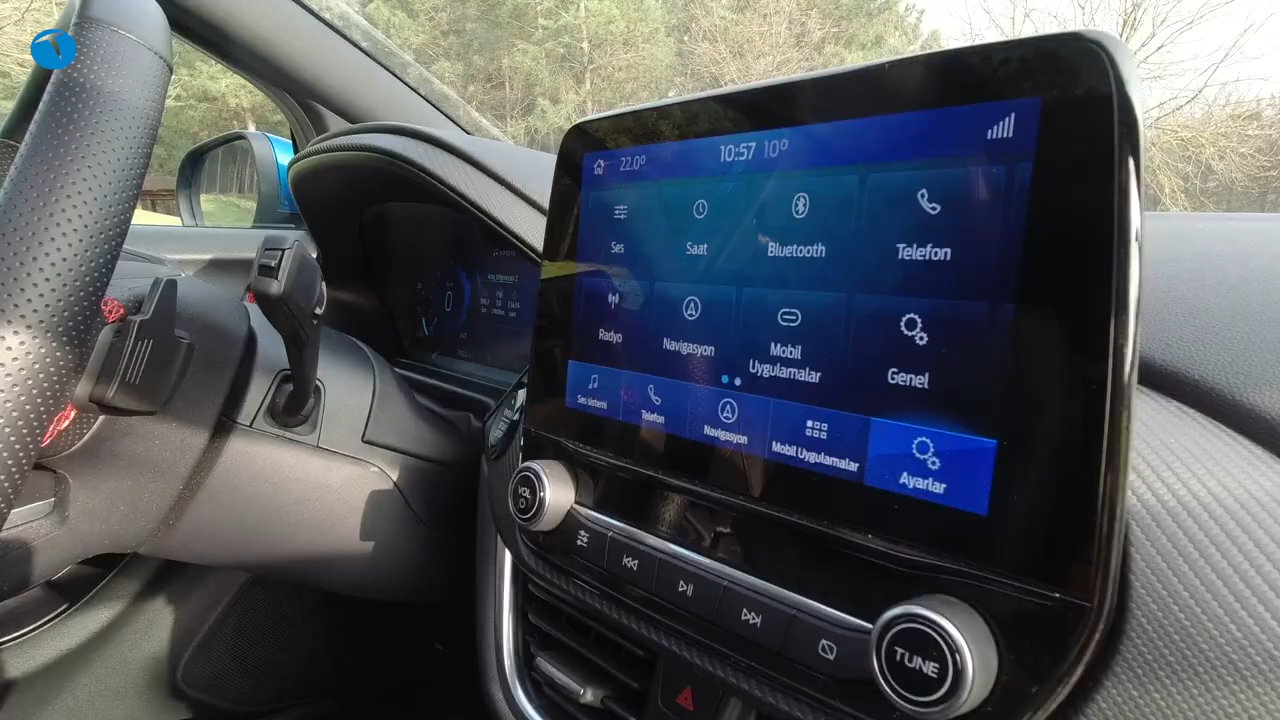 22.0°
10:57 10°
Ses
Saat
Bluetooth
Telefon
Radyo
Navigasyon
Mobil
Uygulamalar
Genel
Ses sistemi
Telefon
Navigasyon
Mobil Uygulamalar
Ayarlar
VOL
TUNE
0